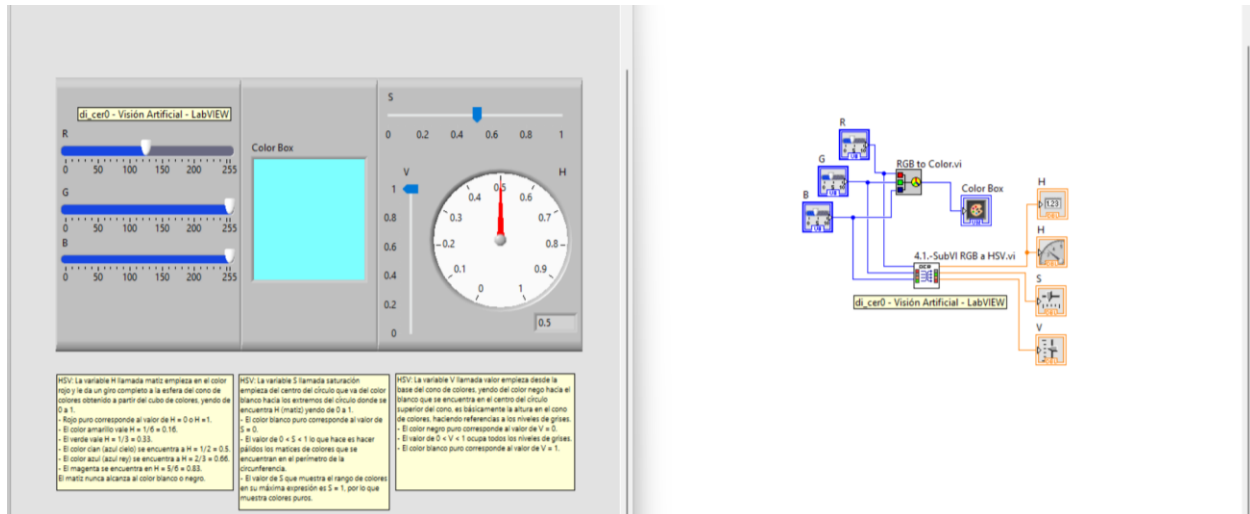 di_cer0 - Visión Artificial - LabVIEW
R
0 50 100 150 200 255
G
0 50 100 150 200 255
B
0 50 100 150 200 255
Color Box
S
0 0.2 0.4 0.6 0.8 1
V
1
0.8
0.6
0.4
0.2
0
H
0 0.1 0.2 0.3 0.4 0.5 0.6 0.7 0.8 0.9 1
0.5
HSV: La variable H llamada matiz empieza en el color
rojo y le da un giro completo a la esfera del cono de
colores obtenido a partir del cubo de colores, yendo de
0 a 1.
- Rojo puro corresponde al valor de H = 0 o H =1.
- El color amarillo vale H = 1/6 = 0.16.
- El verde vale H = 1/3 = 0.33.
- El color cian (azul cielo) se encuentra a H = 1/2 = 0.5.
- El color azul (azul rey) se encuentra a H = 2/3 = 0.66.
- El magenta se encuentra en H = 5/6 = 0.83.
El matiz nunca alcanza al color blanco o negro.
HSV: La variable S llamada saturación
empieza del centro del círculo que va del color
blanco hacia los extremos del círculo donde se
encuentra H (matiz) yendo de 0 a 1.
- El color blanco puro corresponde al valor de
S = 0.
- El valor de 0 < S < 1 lo que hace es hacer
pálidos los matices de colores que se
encuentran en el perímetro de la
circunferencia.
- El valor de S que muestra el rango de colores
en su máxima expresión es S = 1, por lo que
muestra colores puros.
HSV: La variable V llamada valor empieza desde la
base del cono de colores, yendo del color nego hacia el
blanco que se encuentra en el centro del círculo
superior del cono, es básicamente la altura en el cono
de colores, haciendo referencias a los niveles de grises.
- El color negro puro corresponde al valor de V = 0.
- El valor de 0 < V < 1 ocupa todos los niveles de grises.
- El color blanco puro corresponde al valor de V = 1.
R
G
B
RGB to Color.vi
Color Box
4.1.-SubVI RGB a HSV.vi
di_cer0 - Visión Artificial - LabVIEW
H
1.23
H
S
V